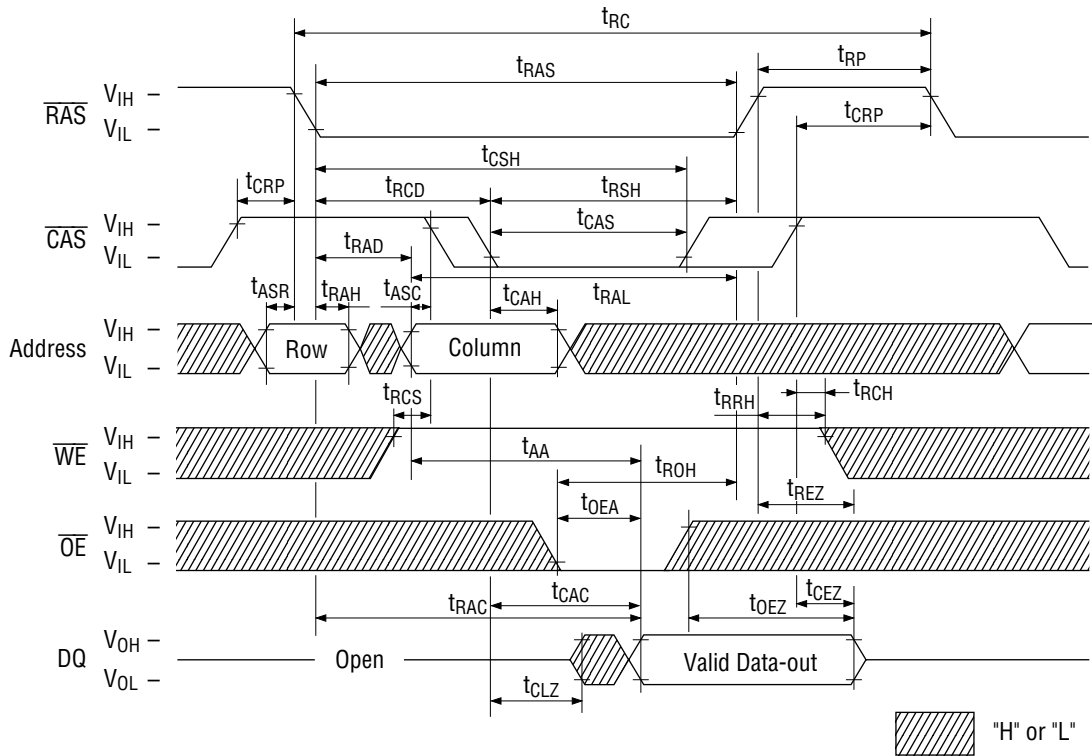 tRC
tRAS
tRP
RAS
VIH –
VIL –
tCRP
tCSH
tCRP
tRCD
tRSH
CAS
VIH –
VIL –
tCAS
tRAD
tASR
tRAH
tASC
tCAH
tRAL
Address
VIH –
VIL –
Row
Column
tRCS
tRRH
tRCH
WE
VIH –
VIL –
tAA
tROH
tREZ
tOEA
OE
VIH –
VIL –
tCAC
tCEZ
tRAC
tOEZ
DQ
VOH –
VOL –
Open
Valid Data-out
tCLZ
"H" or "L"